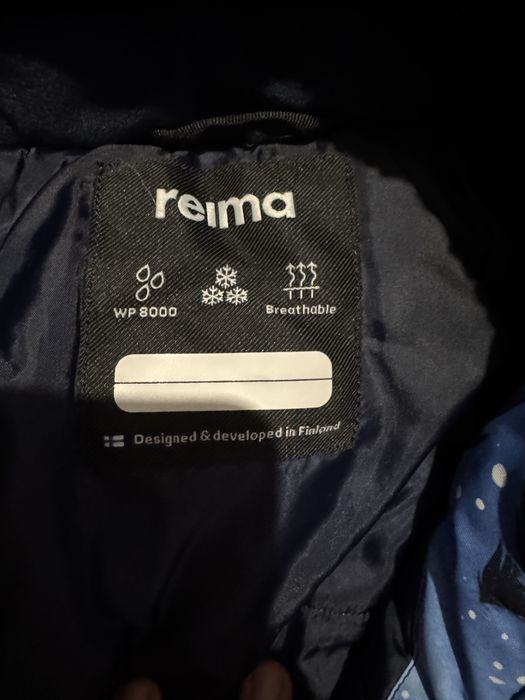 reima
WP 8000
Breathable
Designed & developed in Finland